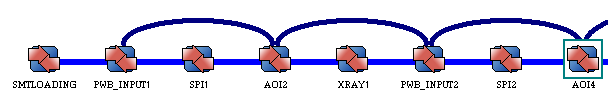 SMTLOADING PWB_INPUT1 SPI1 AOI2 XRAY1 PWB_INPUT2 SPI2 AOI4